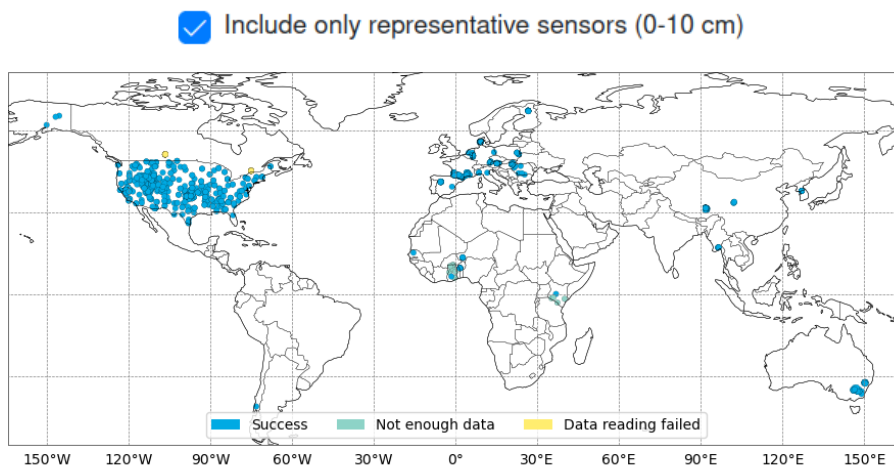 Include only representative sensors (0-10 cm)
Success Not enough data Data reading failed
150°W 120°W 90°W 60°W 30°W 0° 30°E 60°E 90°E 120°E 150°E